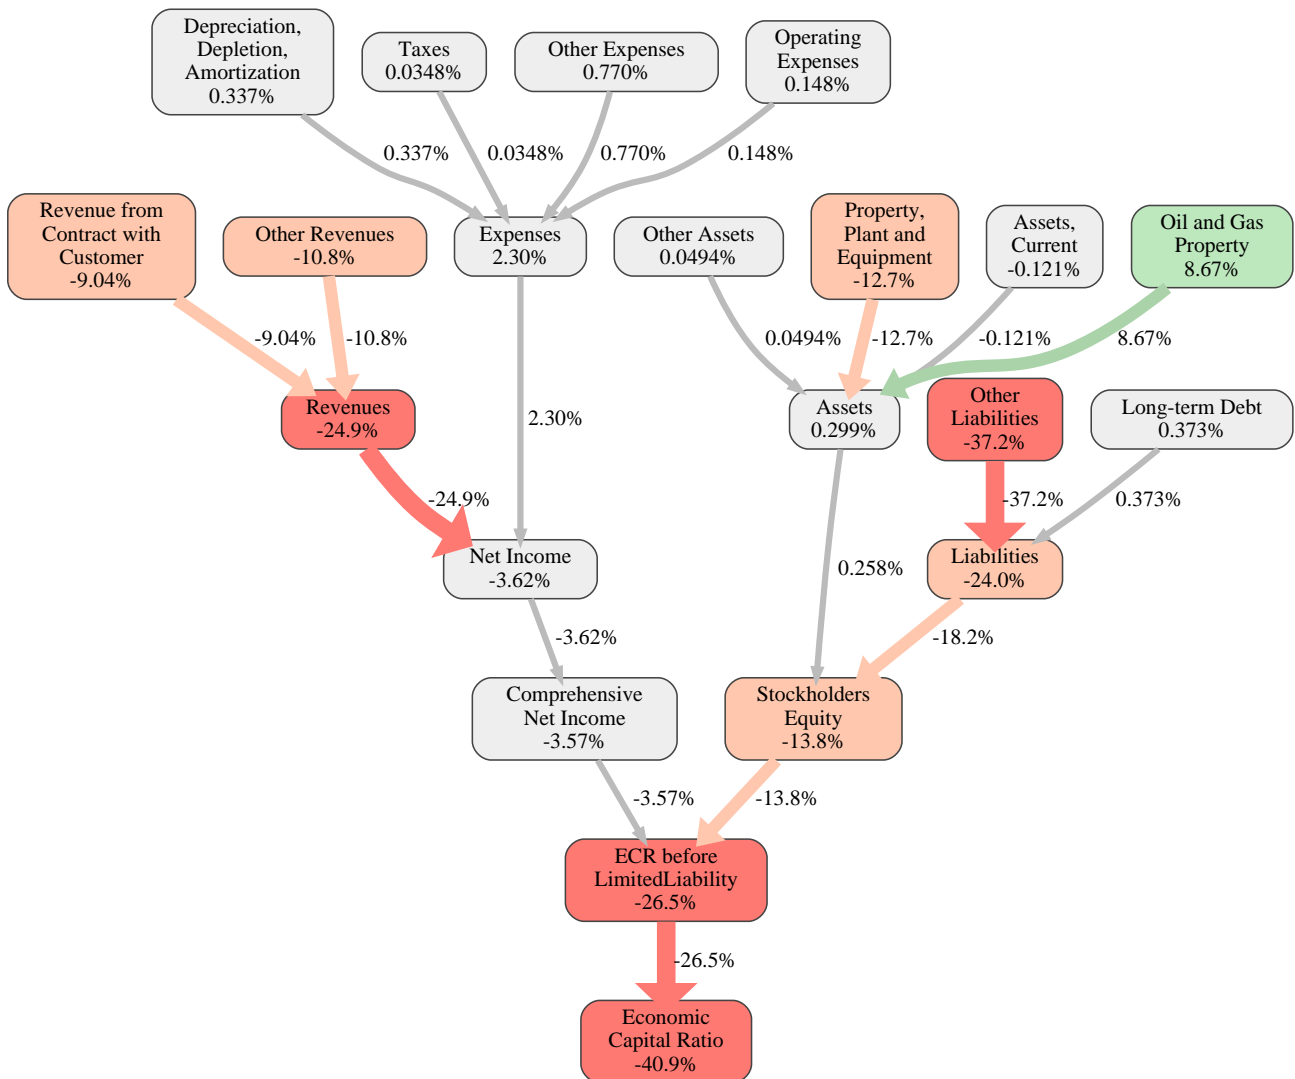 Depreciation,
Depletion,
Amortization
0.337%
Taxes
0.0348%
Other Expenses
0.770%
Operating
Expenses
0.148%
0.337%
0.0348%
0.770%
0.148%
Revenue from
Contract with
Customer
-9.04%
Other Revenues
-10.8%
Expenses
2.30%
Other Assets
0.0494%
Property,
Plant and
Equipment
-12.7%
Assets,
Current
-0.121%
Oil and Gas
Property
8.67%
-9.04%
-10.8%
0.0494%
-12.7%
-0.121%
8.67%
Revenues
-24.9%
2.30%
Assets
0.299%
Other
Liabilities
-37.2%
Long-term Debt
0.373%
-24.9%
-37.2%
0.373%
Net Income
-3.62%
0.258%
Liabilities
-24.0%
-3.62%
-18.2%
Comprehensive
Net Income
-3.57%
Stockholders
Equity
-13.8%
-3.57%
-13.8%
ECR before
LimitedLiability
-26.5%
-26.5%
Economic
Capital Ratio
-40.9%